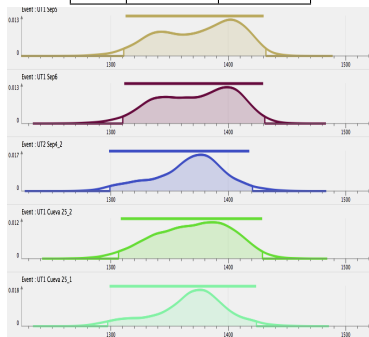 Event : UT1 Sep5
0.013
0
1300 1400 1500
Event : UT1 Sep6
0.013
0
1300 1400 1500
Event : UT2 Sep4_2
0.017
0
1300 1400 1500
Event : UT1 Cueva 25_2
0.012
0
1300 1400 1500
Event : UT1 Cueva 25_1
0.018
0
1300 1400 1500